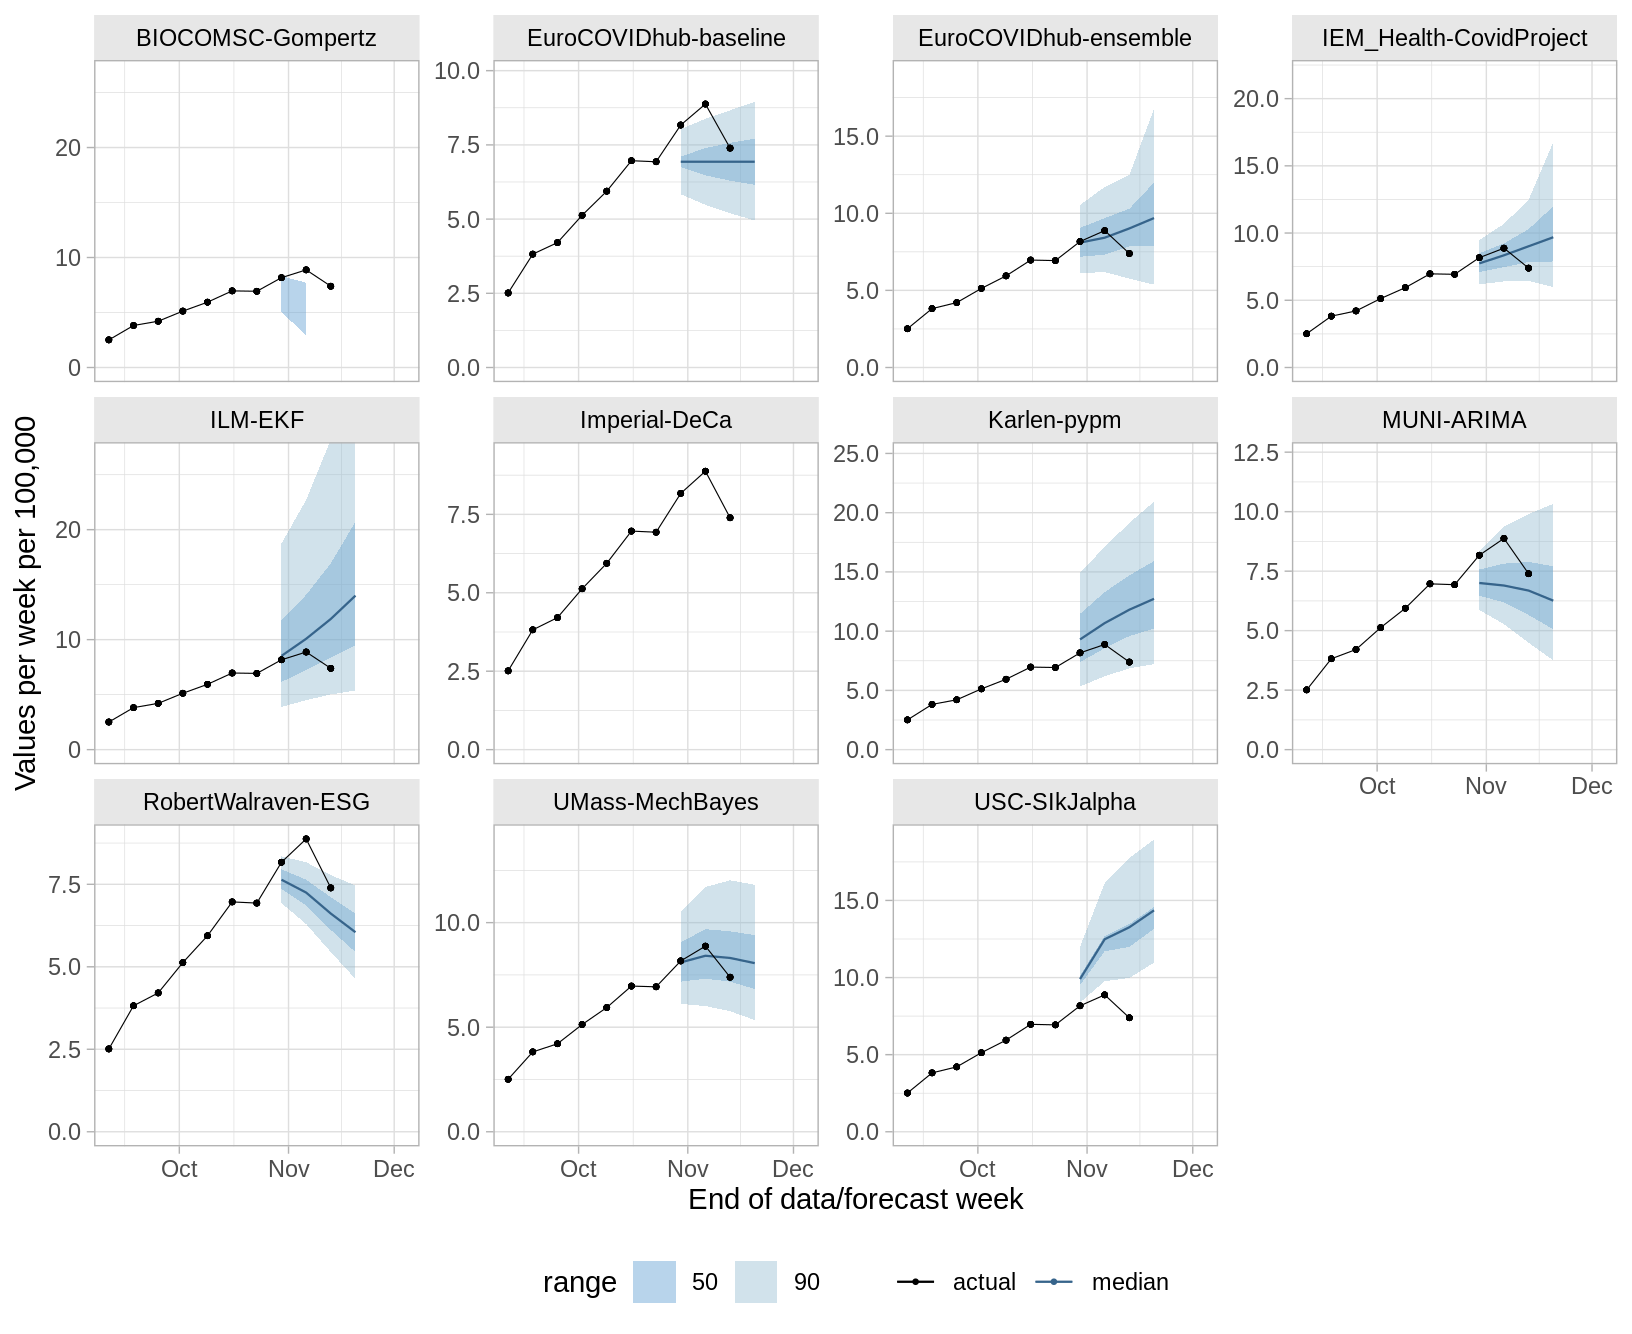 BIOCOMSC-Gompertz
EuroCOVIDhub-baseline
EuroCOVIDhub-ensemble
IEM_Health-CovidProject
20
10
0
10.0
7.5
5.0
2.5
0.0
15.0
10.0
5.0
0.0
20.0
15.0
10.0
5.0
0.0
Values per week per 100,000
ILM-EKF
Imperial-DeCa
Karlen-pypm
MUNI-ARIMA
20
10
0
7.5
5.0
2.5
0.0
25.0
20.0
15.0
10.0
5.0
0.0
12.5
10.0
7.5
5.0
2.5
0.0
Oct Nov Dec
RobertWalraven-ESG
UMass-MechBayes
USC-SIkJalpha
7.5
5.0
2.5
0.0
10.0
5.0
0.0
15.0
10.0
5.0
0.0
Oct Nov Dec
Oct Nov Dec
Oct Nov Dec
End of data/forecast week
range 50 90 actual median